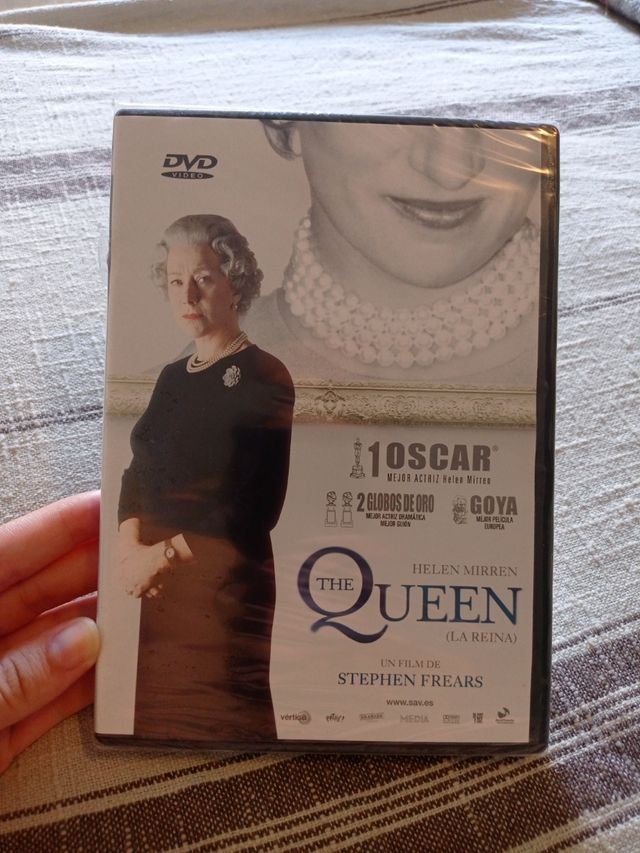 DVD
VIDEO
1 OSCAR®
MEJOR ACTRIZ Helen Mirren
2 GLOBOS DE ORO
MEJOR ACTRIZ DRAMÁTICA
MEJOR GUIÓN
GOYA
MEJOR PELÍCULA
EUROPEA
HELEN MIRREN
THE QUEEN
(LA REINA)
UN FILM DE
STEPHEN FREARS
www.sav.es
vértigo
MEDIA